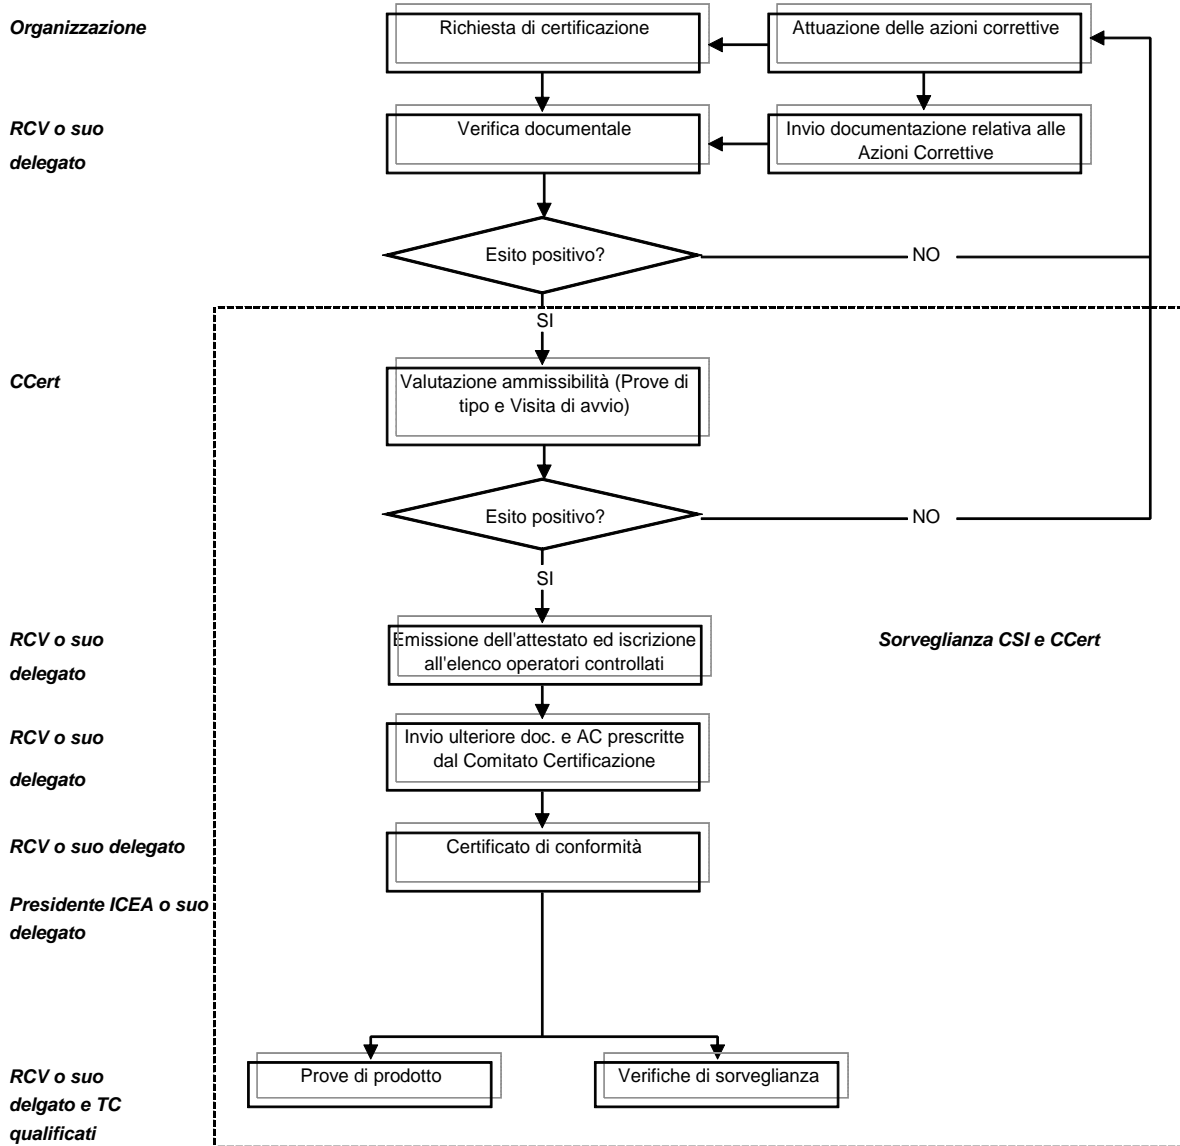 Organizzazione
Richiesta di certificazione
Attuazione delle azioni correttive
RCV o suo
delegato
Verifica documentale
Invio documentazione relativa alle
Azioni Correttive
Esito positivo?
NO
SI
CCert
Valutazione ammissibilità (Prove di
tipo e Visita di avvio)
Esito positivo?
NO
SI
RCV o suo
delegato
Emissione dell'attestato ed iscrizione
all'elenco operatori controllati
Sorveglianza CSI e CCert
RCV o suo
delegato
Invio ulteriore doc. e AC prescritte
dal Comitato Certificazione
RCV o suo delegato
Certificato di conformità
Presidente ICEA o suo
delegato
RCV o suo
delgato e TC
qualificati
Prove di prodotto
Verifiche di sorveglianza